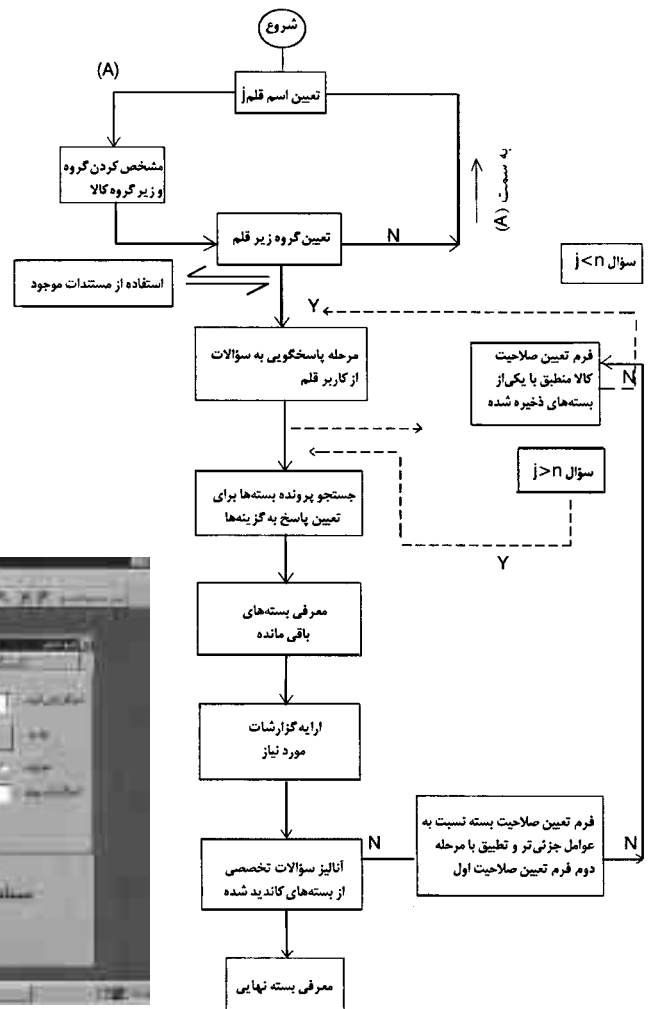 شروع
تعیین اسم قلم j
(A)
مشخص کردن گروه
و زیر گروه کالا
تعیین گروه زیر قلم
N
به سمت (A)
سؤال j<n
استفاده از مستندات موجود
Y
مرحله پاسخگویی به سؤالات
از کاربر قلم
فرم تعیین صلاحیت
کالا منطبق با یکی از
بسته‌های ذخیره شده
N
سؤال j>n
Y
جستجو پرونده بسته‌ها برای
تعیین پاسخ به گزینه‌ها
معرفی بسته‌های
باقی مانده
ارایه گزارشات
مورد نیاز
آنالیز سؤالات تخصصی
از بسته‌های کاندید شده
N
فرم تعیین صلاحیت بسته نسبت به
عوامل جزئی‌تر و تطبیق با مرحله
دوم فرم تعیین صلاحیت اول
N
معرفی بسته نهایی